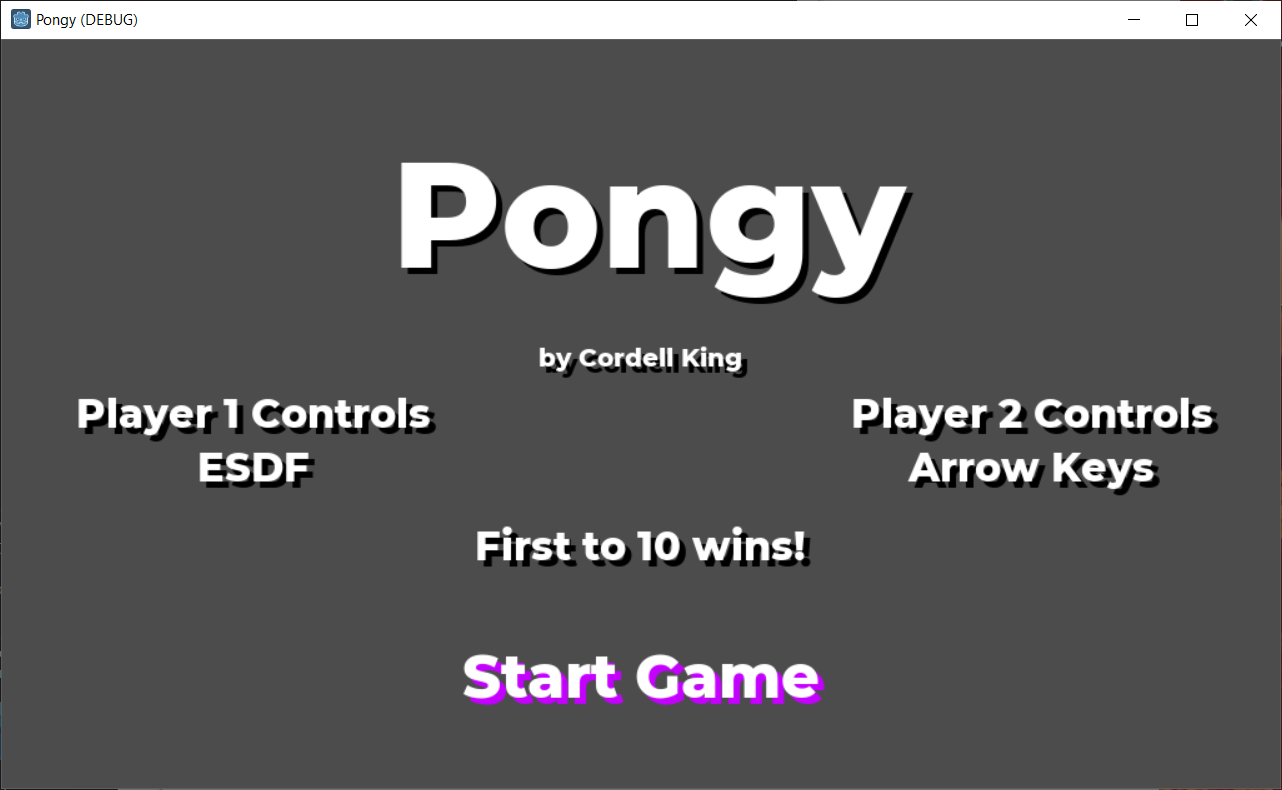 Pongy (DEBUG)
Pongy
by Cordell King
Player 1 Controls
ESDF
Player 2 Controls
Arrow Keys
First to 10 wins!
Start Game